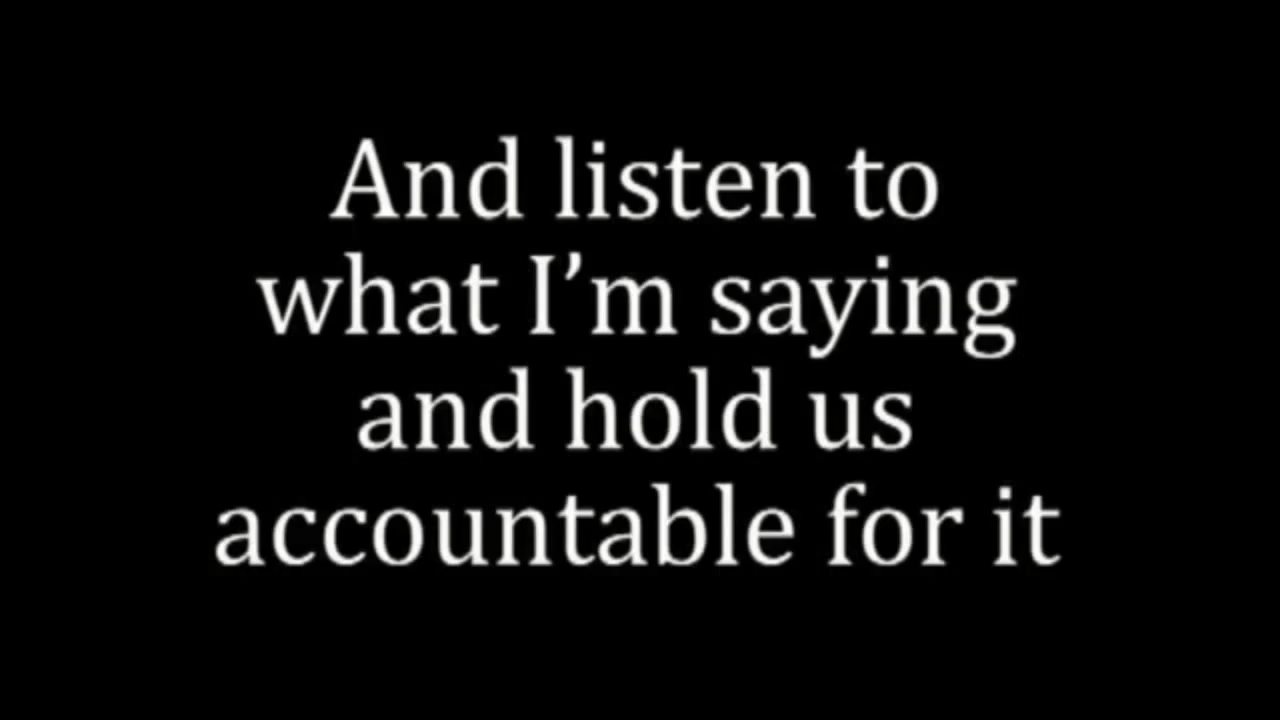 And listen to
what I’m saying
and hold us
accountable for it